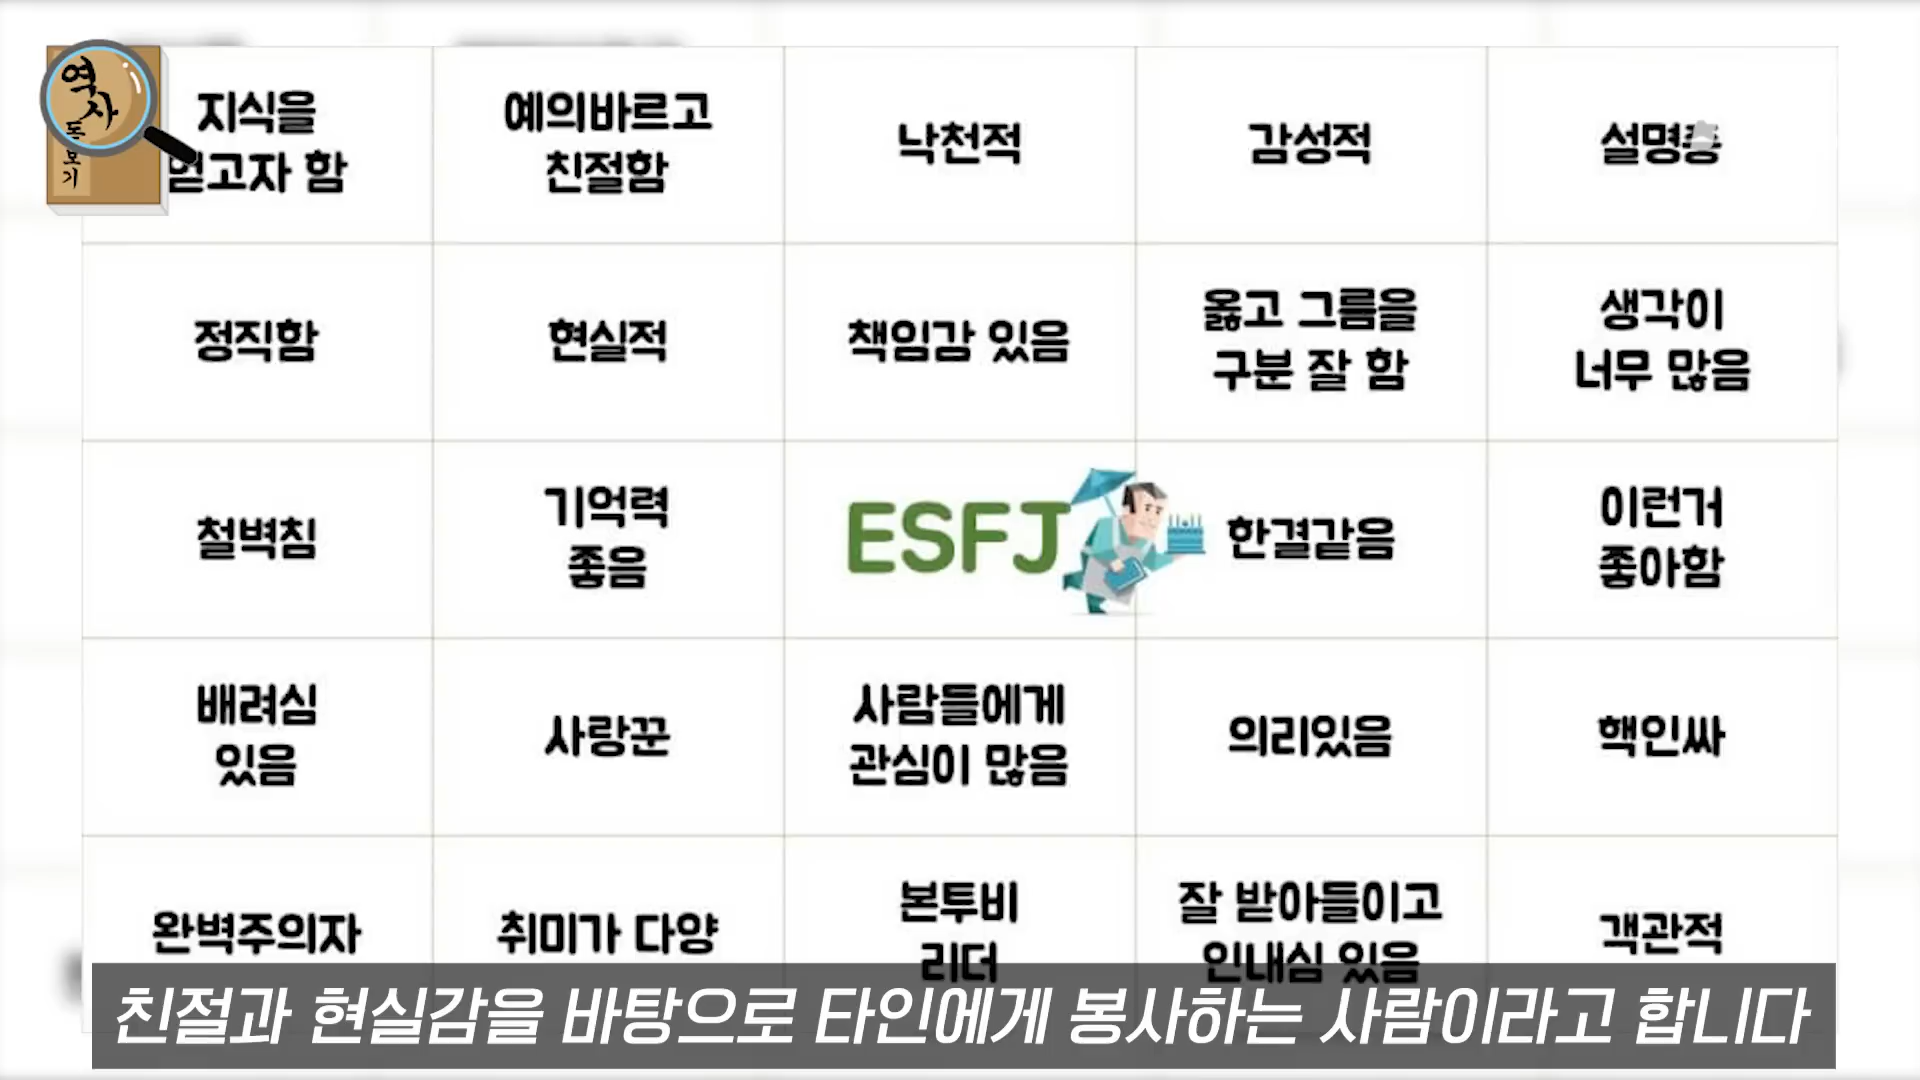 역사
돋보기
지식을
얻고자 함
예의바르고
친절함
낙천적
감성적
설명충
정직함
현실적
책임감 있음
옳고 그름을
구분 잘 함
생각이
너무 많음
철벽침
기억력
좋음
ESFJ
한결같음
이런거
좋아함
배려심
있음
사랑꾼
사람들에게
관심이 많음
의리있음
핵인싸
완벽주의자
취미가 다양
본투비
리더
잘 받아들이고
인내심 있음
객관적
친절과 현실감을 바탕으로 타인에게 봉사하는 사람이라고 합니다